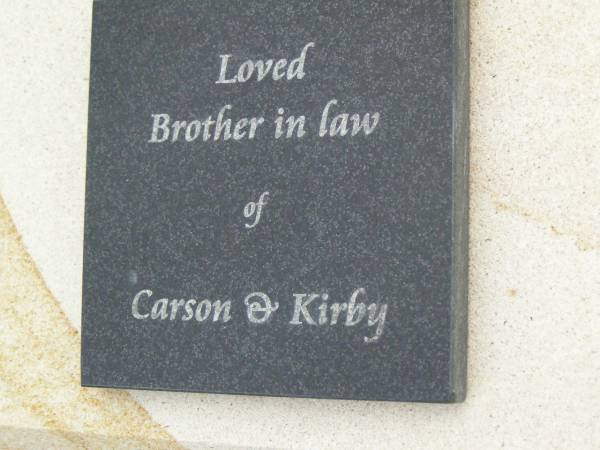 Loved
Brother in law
of
Carson & Kirby